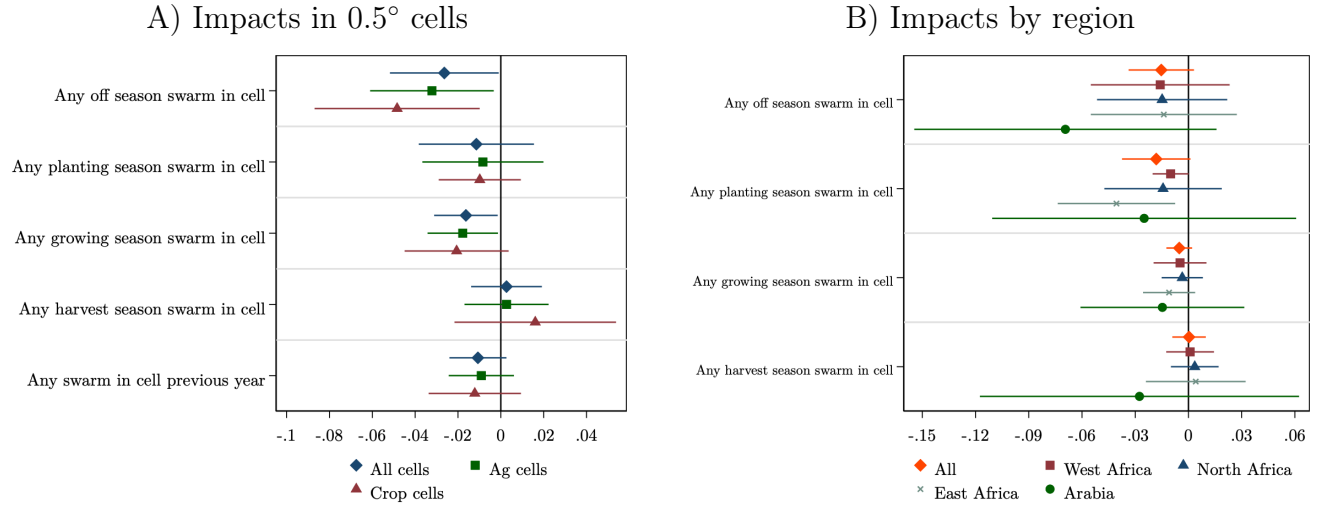 A) Impacts in 0.5° cells
Any off season swarm in cell
Any planting season swarm in cell
Any growing season swarm in cell
Any harvest season swarm in cell
Any swarm in cell previous year
-.1 -.08 -.06 -.04 -.02 0 .02 .04
All cells Ag cells
Crop cells
B) Impacts by region
Any off season swarm in cell
Any planting season swarm in cell
Any growing season swarm in cell
Any harvest season swarm in cell
-.15 -.12 -.09 -.06 -.03 0 .03 .06
All West Africa North Africa
East Africa Arabia